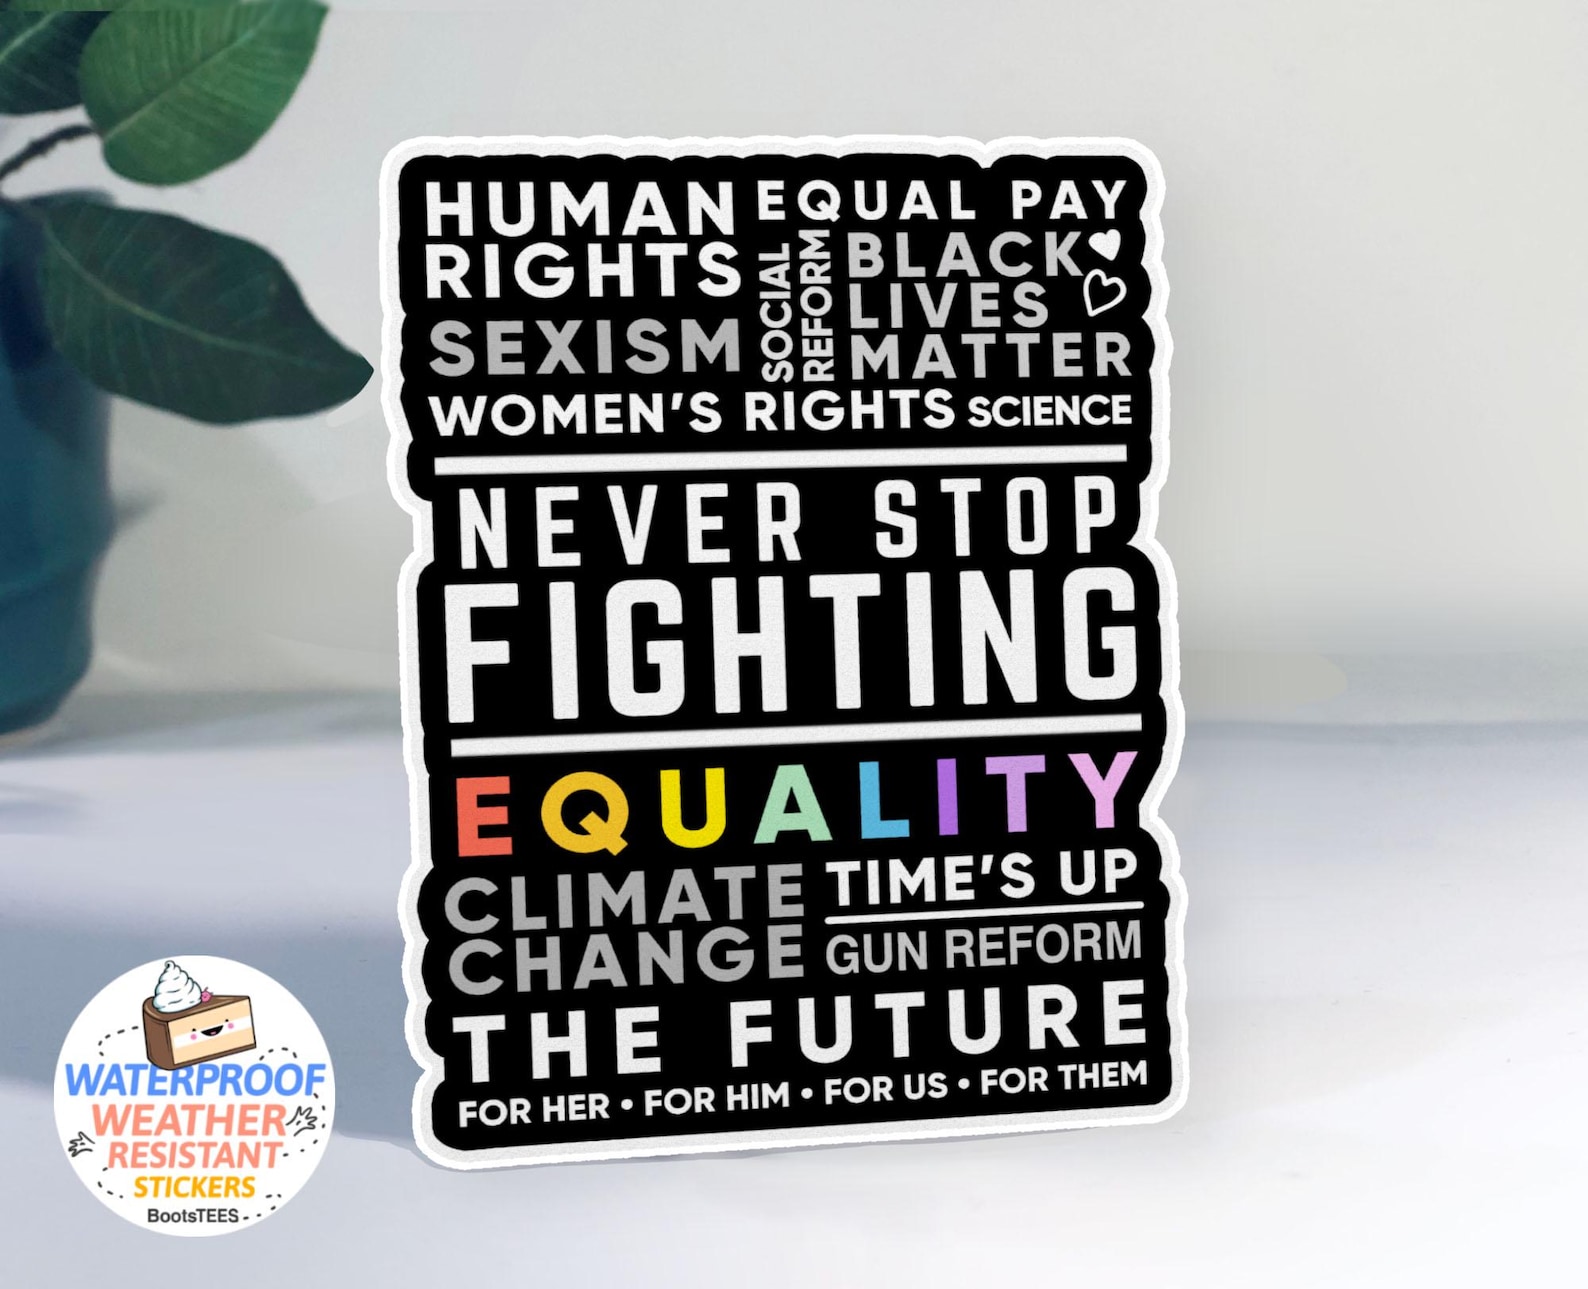 HUMAN
RIGHTS
SEXISM
EQUAL PAY
SOCIAL
REFORM
BLACK
LIVES
MATTER
WOMEN'S RIGHTS SCIENCE
NEVER STOP
FIGHTING
EQUALITY
CLIMATE
CHANGE
TIME'S UP
GUN REFORM
THE FUTURE
FOR HER • FOR HIM • FOR US • FOR THEM
WATERPROOF
WEATHER
RESISTANT
STICKERS
BootsTEES